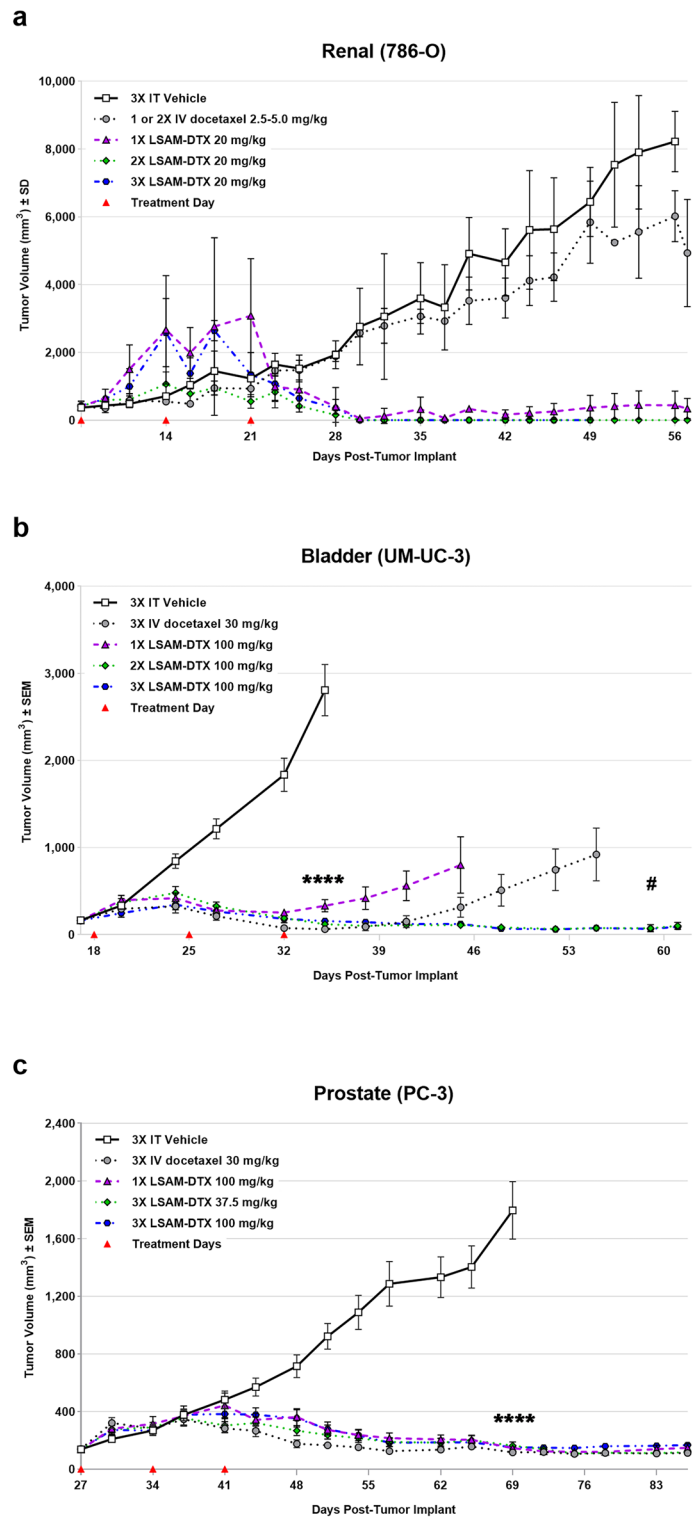 a
Renal (786-O)
10,000
8,000
6,000
4,000
2,000
0
Tumor Volume (mm³) ± SD
3X IT Vehicle
1 or 2X IV docetaxel 2.5-5.0 mg/kg
1X LSAM-DTX 20 mg/kg
2X LSAM-DTX 20 mg/kg
3X LSAM-DTX 20 mg/kg
Treatment Day
14 21 28 35 42 49 56
Days Post-Tumor Implant
b
Bladder (UM-UC-3)
4,000
3,000
2,000
1,000
0
Tumor Volume (mm³) ± SEM
3X IT Vehicle
3X IV docetaxel 30 mg/kg
1X LSAM-DTX 100 mg/kg
2X LSAM-DTX 100 mg/kg
3X LSAM-DTX 100 mg/kg
Treatment Day
**** #
18 25 32 39 46 53 60
Days Post-Tumor Implant
c
Prostate (PC-3)
2,400
2,000
1,600
1,200
800
400
0
Tumor Volume (mm³) ± SEM
3X IT Vehicle
3X IV docetaxel 30 mg/kg
1X LSAM-DTX 100 mg/kg
3X LSAM-DTX 37.5 mg/kg
3X LSAM-DTX 100 mg/kg
Treatment Days
****
27 34 41 48 55 62 69 76 83
Days Post-Tumor Implant